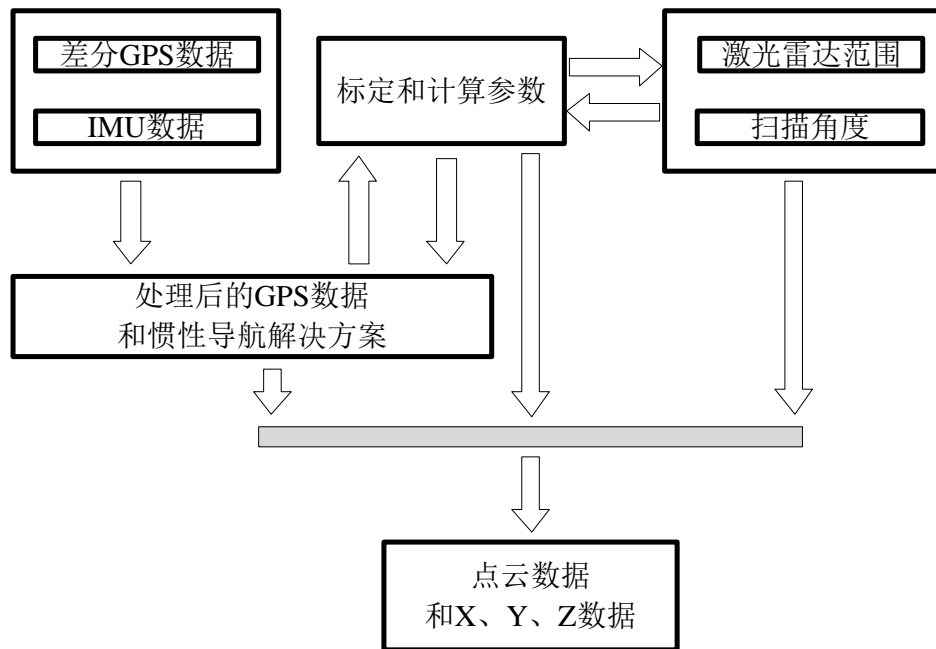 差分GPS数据
IMU数据
标定和计算参数
激光雷达范围
扫描角度
处理后的GPS数据
和惯性导航解决方案
点云数据
和X、Y、Z数据